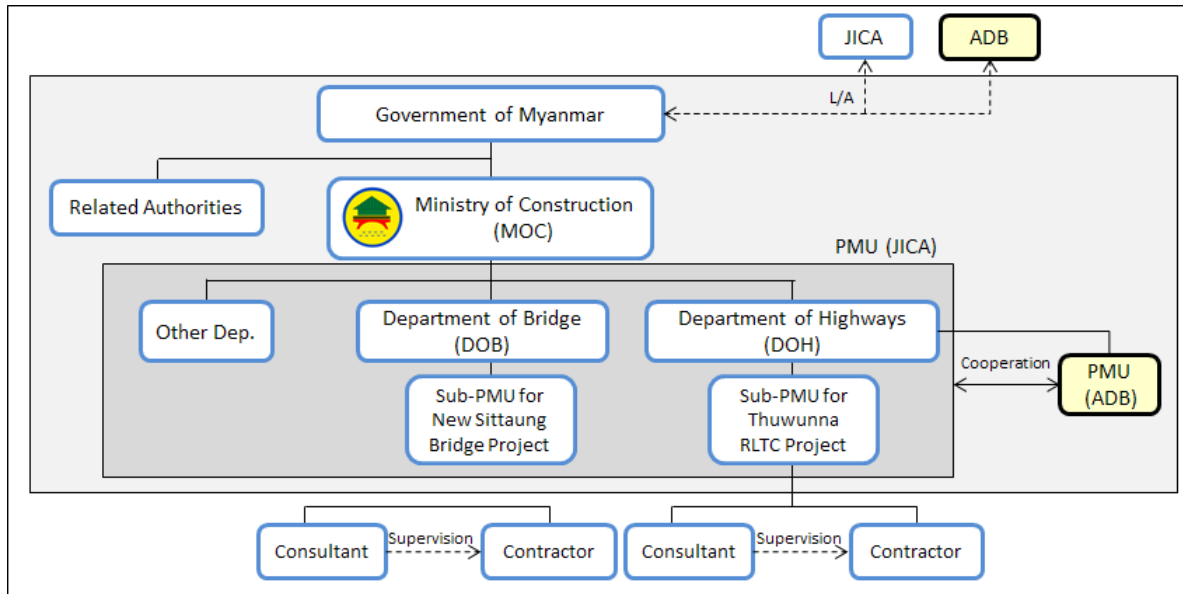 JICA
ADB
L/A
Government of Myanmar
Related Authorities
Ministry of Construction
(MOC)
PMU (JICA)
Other Dep.
Department of Bridge
(DOB)
Department of Highways
(DOH)
Cooperation
PMU
(ADB)
Sub-PMU for
New Sittaung
Bridge Project
Sub-PMU for
Thuwunna
RLTC Project
Consultant
Supervision
Contractor
Consultant
Supervision
Contractor